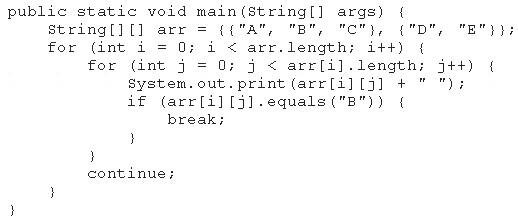 public static void main(String[] args) {
    String[][] arr = {{"A", "B", "C"}, {"D", "E"}};
    for (int i = 0; i < arr.length; i++) {
        for (int j = 0; j < arr[i].length; j++) {
            System.out.print(arr[i][j] + " ");
            if (arr[i][j].equals("B")) {
                break;
            }
        }
        continue;
    }
}